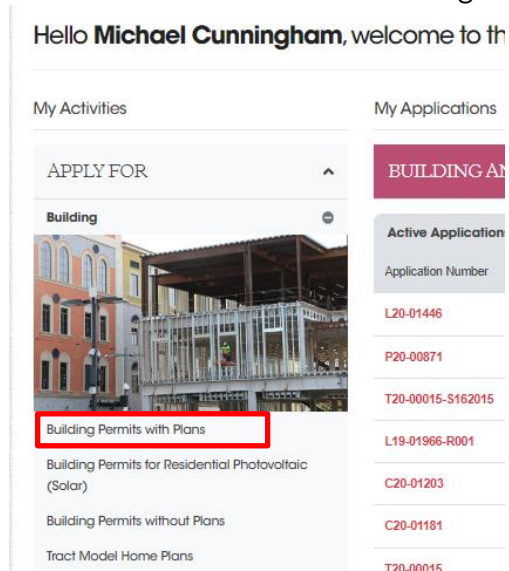 Hello Michael Cunningham, welcome to th
My Activities
APPLY FOR
Building
Building Permits with Plans
Building Permits for Residential Photovoltaic
(Solar)
Building Permits without Plans
Tract Model Home Plans
My Applications
BUILDING AN
Active Applications
Application Number
L20-01446
P20-00871
T20-00015-S162015
L19-01966-R001
C20-01203
C20-01181
T20-00015